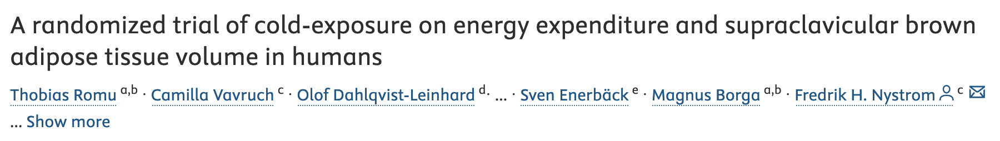 A randomized trial of cold-exposure on energy expenditure and supraclavicular brown
adipose tissue volume in humans
Thobias Romu a,b · Camilla Vavruch c · Olof Dahlqvist-Leinhard d. ... · Sven Enerbäck e · Magnus Borga a,b · Fredrik H. Nystrom c
... Show more